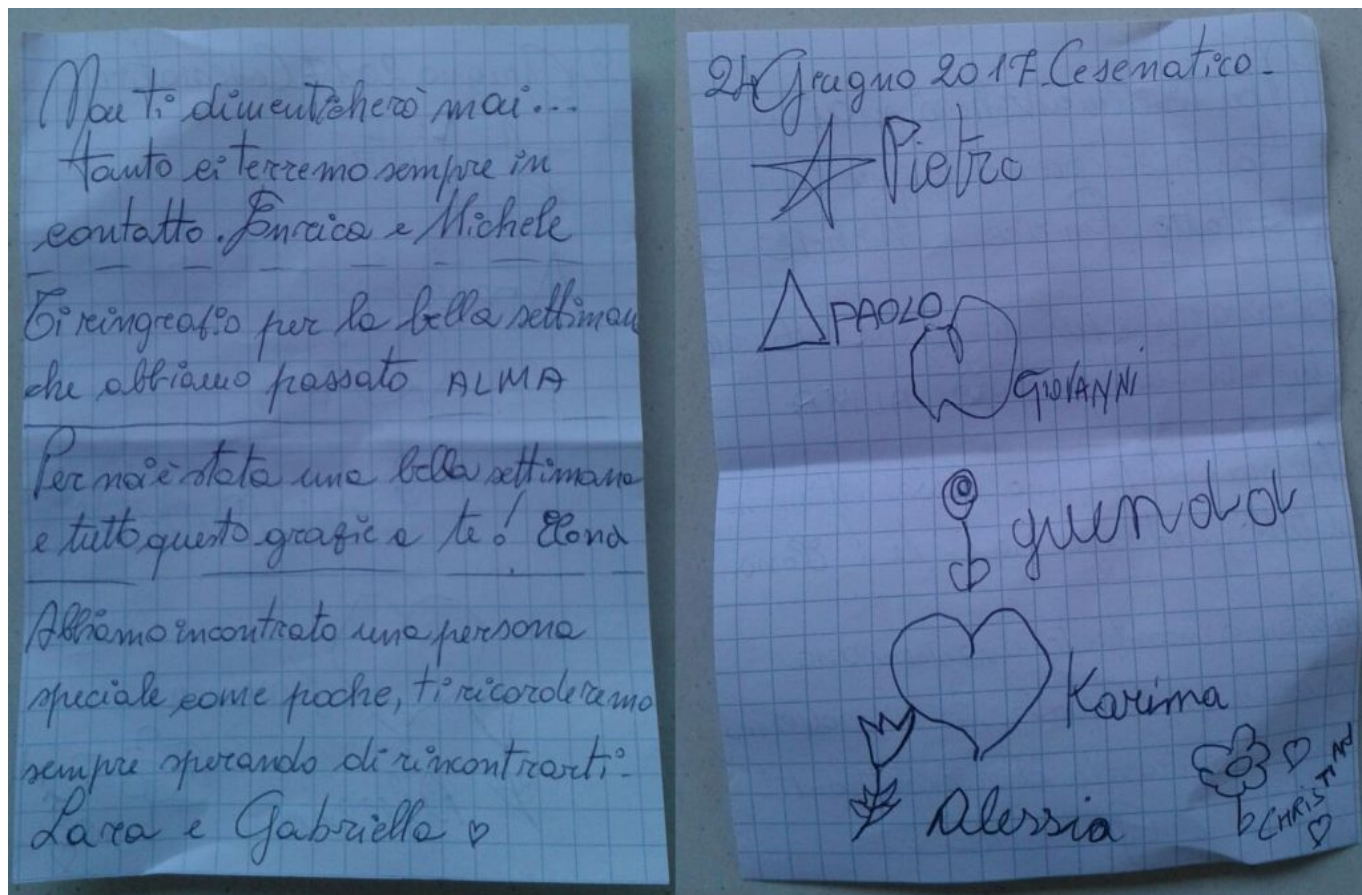 Non ti dimenticherò mai...
tanto ci terremo sempre in
contatto. Enrica e Michele
Ti ringrazio per la bella settiman
che abbiamo passato ALMA
Per noi è stata una bella settimana
e tutto questo grazie a te! Elona
Abbiamo incontrato una persona
speciale come poche, ti ricorderemo
sempre sperando di rincontrarti.
Lara e Gabriella ♡
24 Giugno 2017 Cesenatico.
Pietro
PAOLO
GIOVANNI
Karima
Alessia